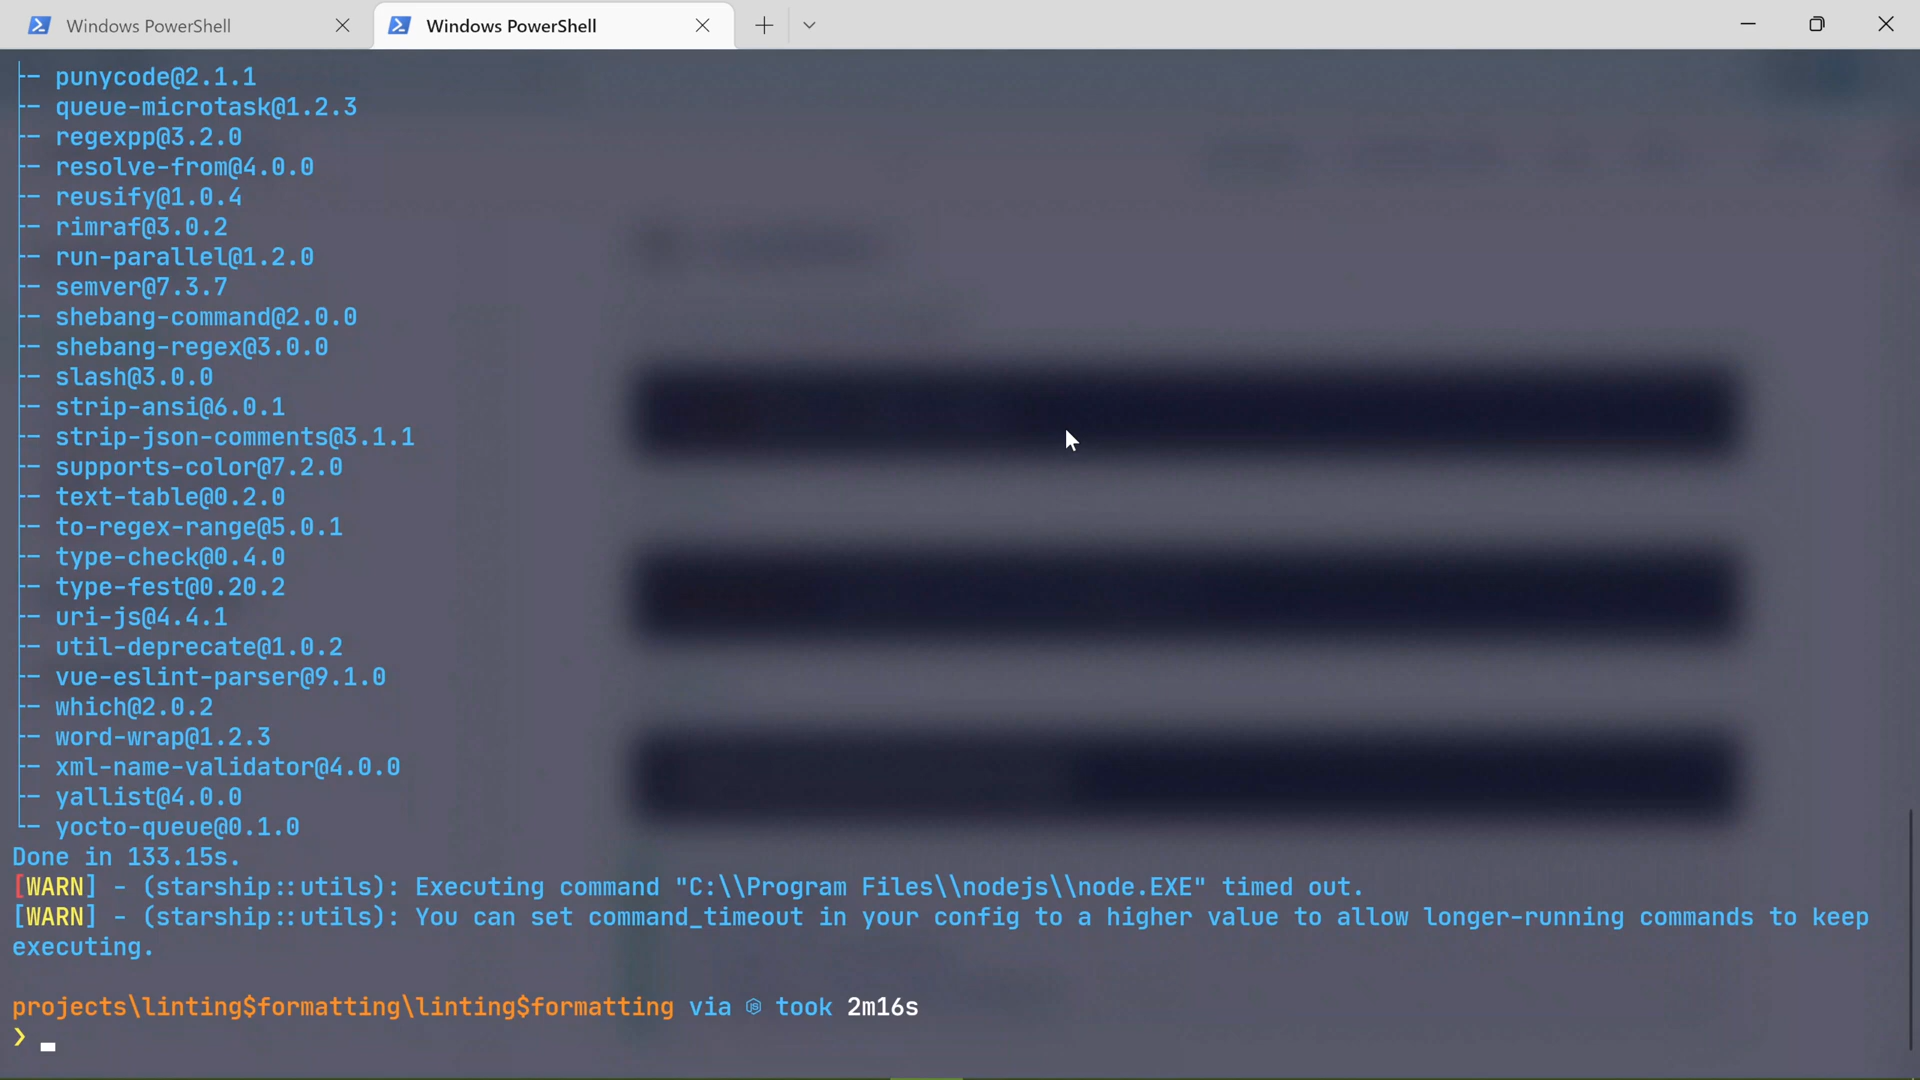 Windows PowerShell
Windows PowerShell
├─ punycode@2.1.1
├─ queue-microtask@1.2.3
├─ regexpp@3.2.0
├─ resolve-from@4.0.0
├─ reusify@1.0.4
├─ rimraf@3.0.2
├─ run-parallel@1.2.0
├─ semver@7.3.7
├─ shebang-command@2.0.0
├─ shebang-regex@3.0.0
├─ slash@3.0.0
├─ strip-ansi@6.0.1
├─ strip-json-comments@3.1.1
├─ supports-color@7.2.0
├─ text-table@0.2.0
├─ to-regex-range@5.0.1
├─ type-check@0.4.0
├─ type-fest@0.20.2
├─ uri-js@4.4.1
├─ util-deprecate@1.0.2
├─ vue-eslint-parser@9.1.0
├─ which@2.0.2
├─ word-wrap@1.2.3
├─ xml-name-validator@4.0.0
├─ yallist@4.0.0
└─ yocto-queue@0.1.0
Done in 133.15s.
[WARN] - (starship::utils): Executing command "C:\\Program Files\\nodejs\\node.EXE" timed out.
[WARN] - (starship::utils): You can set command_timeout in your config to a higher value to allow longer-running commands to keep
executing.
projects\linting$formatting\linting$formatting via took 2m16s
❯